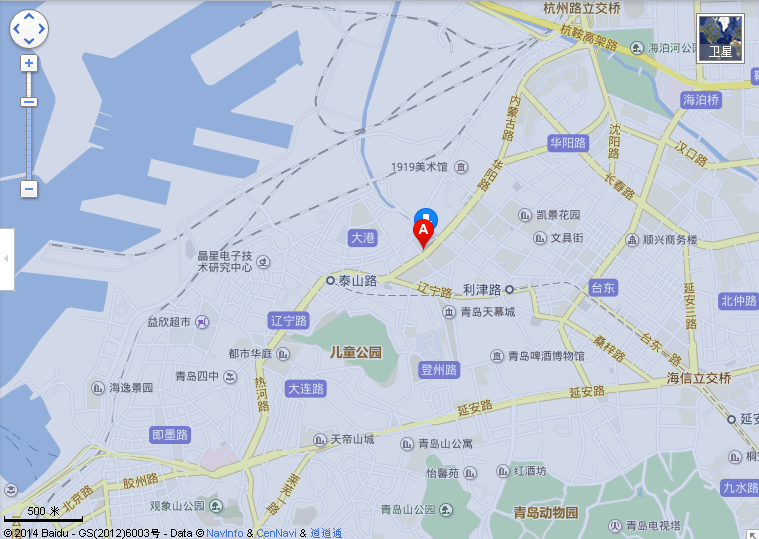 杭州路立交桥
杭鞍高架路
海泊河公园
卫星
海泊桥
内蒙古路
沈阳路
华阳路
汉口路
1919美术馆
华阳路
长春路
凯景花园
A
大港
文具街
顺兴商务楼
晶星电子技
术研究中心
泰山路
辽宁路
利津路
台东
延安三路
北仲路
益欣超市
辽宁路
青岛天幕城
都市华庭
儿童公园
青岛啤酒博物馆
桑梓路
台东一路
青岛四中
登州路
海信立交桥
海逸景园
大连路
热河路
延安路
延安路
延安
即墨路
天帝山城
青岛山公寓
怡馨苑
红酒坊
胶州路
莱芜一路
九水路
北京路
观象山公园
青岛山公园
青岛动物园
青岛电视塔
500 米
© 2014 Baidu - GS(2012)6003号 - Data © NavInfo & CenNavi & 道道通